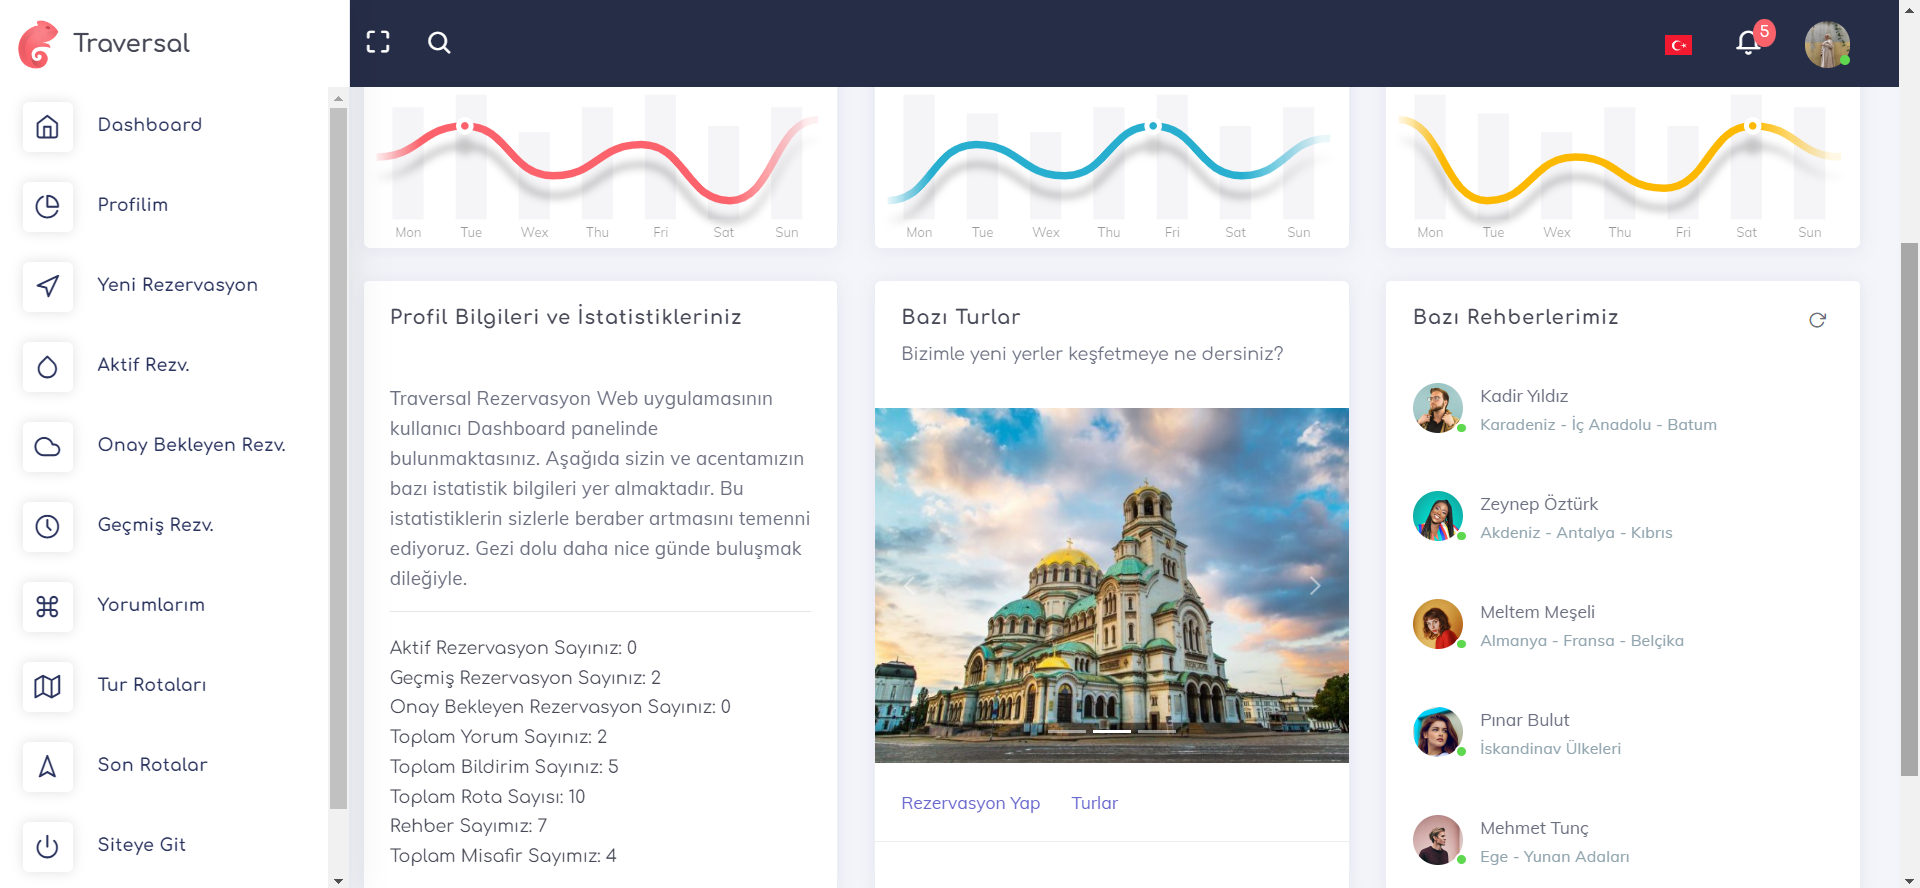 Traversal
5
Dashboard
Profilim
Yeni Rezervasyon
Aktif Rezv.
Onay Bekleyen Rezv.
Geçmiş Rezv.
Yorumlarım
Tur Rotaları
Son Rotalar
Siteye Git
Mon Tue Wex Thu Fri Sat Sun
Mon Tue Wex Thu Fri Sat Sun
Mon Tue Wex Thu Fri Sat Sun
Profil Bilgileri ve İstatistikleriniz
Traversal Rezervasyon Web uygulamasının
kullanıcı Dashboard panelinde
bulunmaktasınız. Aşağıda sizin ve acentamızın
bazı istatistik bilgileri yer almaktadır. Bu
istatistiklerin sizlerle beraber artmasını temenni
ediyoruz. Gezi dolu daha nice günde buluşmak
dileğiyle.
Aktif Rezervasyon Sayınız: 0
Geçmiş Rezervasyon Sayınız: 2
Onay Bekleyen Rezervasyon Sayınız: 0
Toplam Yorum Sayınız: 2
Toplam Bildirim Sayınız: 5
Toplam Rota Sayısı: 10
Rehber Sayımız: 7
Toplam Misafir Sayımız: 4
Bazı Turlar
Bizimle yeni yerler keşfetmeye ne dersiniz?
Rezervasyon Yap Turlar
Bazı Rehberlerimiz
Kadir Yıldız
Karadeniz - İç Anadolu - Batum
Zeynep Öztürk
Akdeniz - Antalya - Kıbrıs
Meltem Meşeli
Almanya - Fransa - Belçika
Pınar Bulut
İskandinav Ülkeleri
Mehmet Tunç
Ege - Yunan Adaları